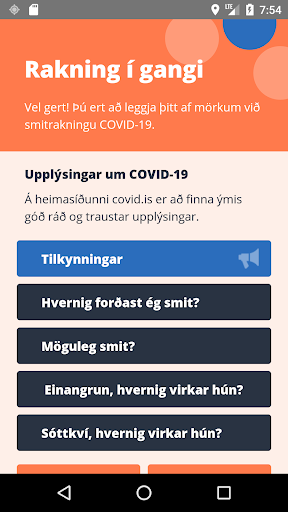 LTE 7:54
Rakning í gangi
Vel gert! Þú ert að leggja þitt af mörkum við
smitrakningu COVID-19.
Upplýsingar um COVID-19
Á heimasíðunni covid.is er að finna ýmis
góð ráð og traustar upplýsingar.
Tilkynningar
Hvernig forðast ég smit?
Möguleg smit?
Einangrun, hvernig virkar hún?
Sóttkví, hvernig virkar hún?